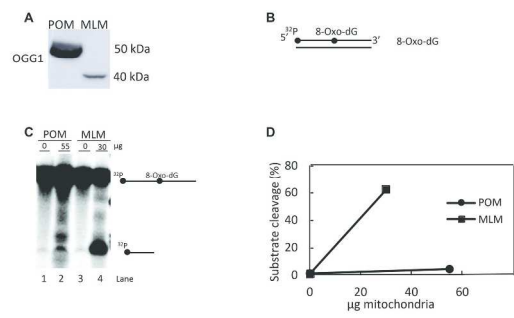 A
POM MLM
OGG1
50 kDa
40 kDa
B
5' 32P 8-Oxo-dG 3'
8-Oxo-dG
C
POM MLM
0 55 0 30 µg
32P 8-Oxo-dG
32P
1 2 3 4 Lane
D
Substrate cleavage (%)
80
60
40
20
0
POM
MLM
0 20 40 60
µg mitochondria